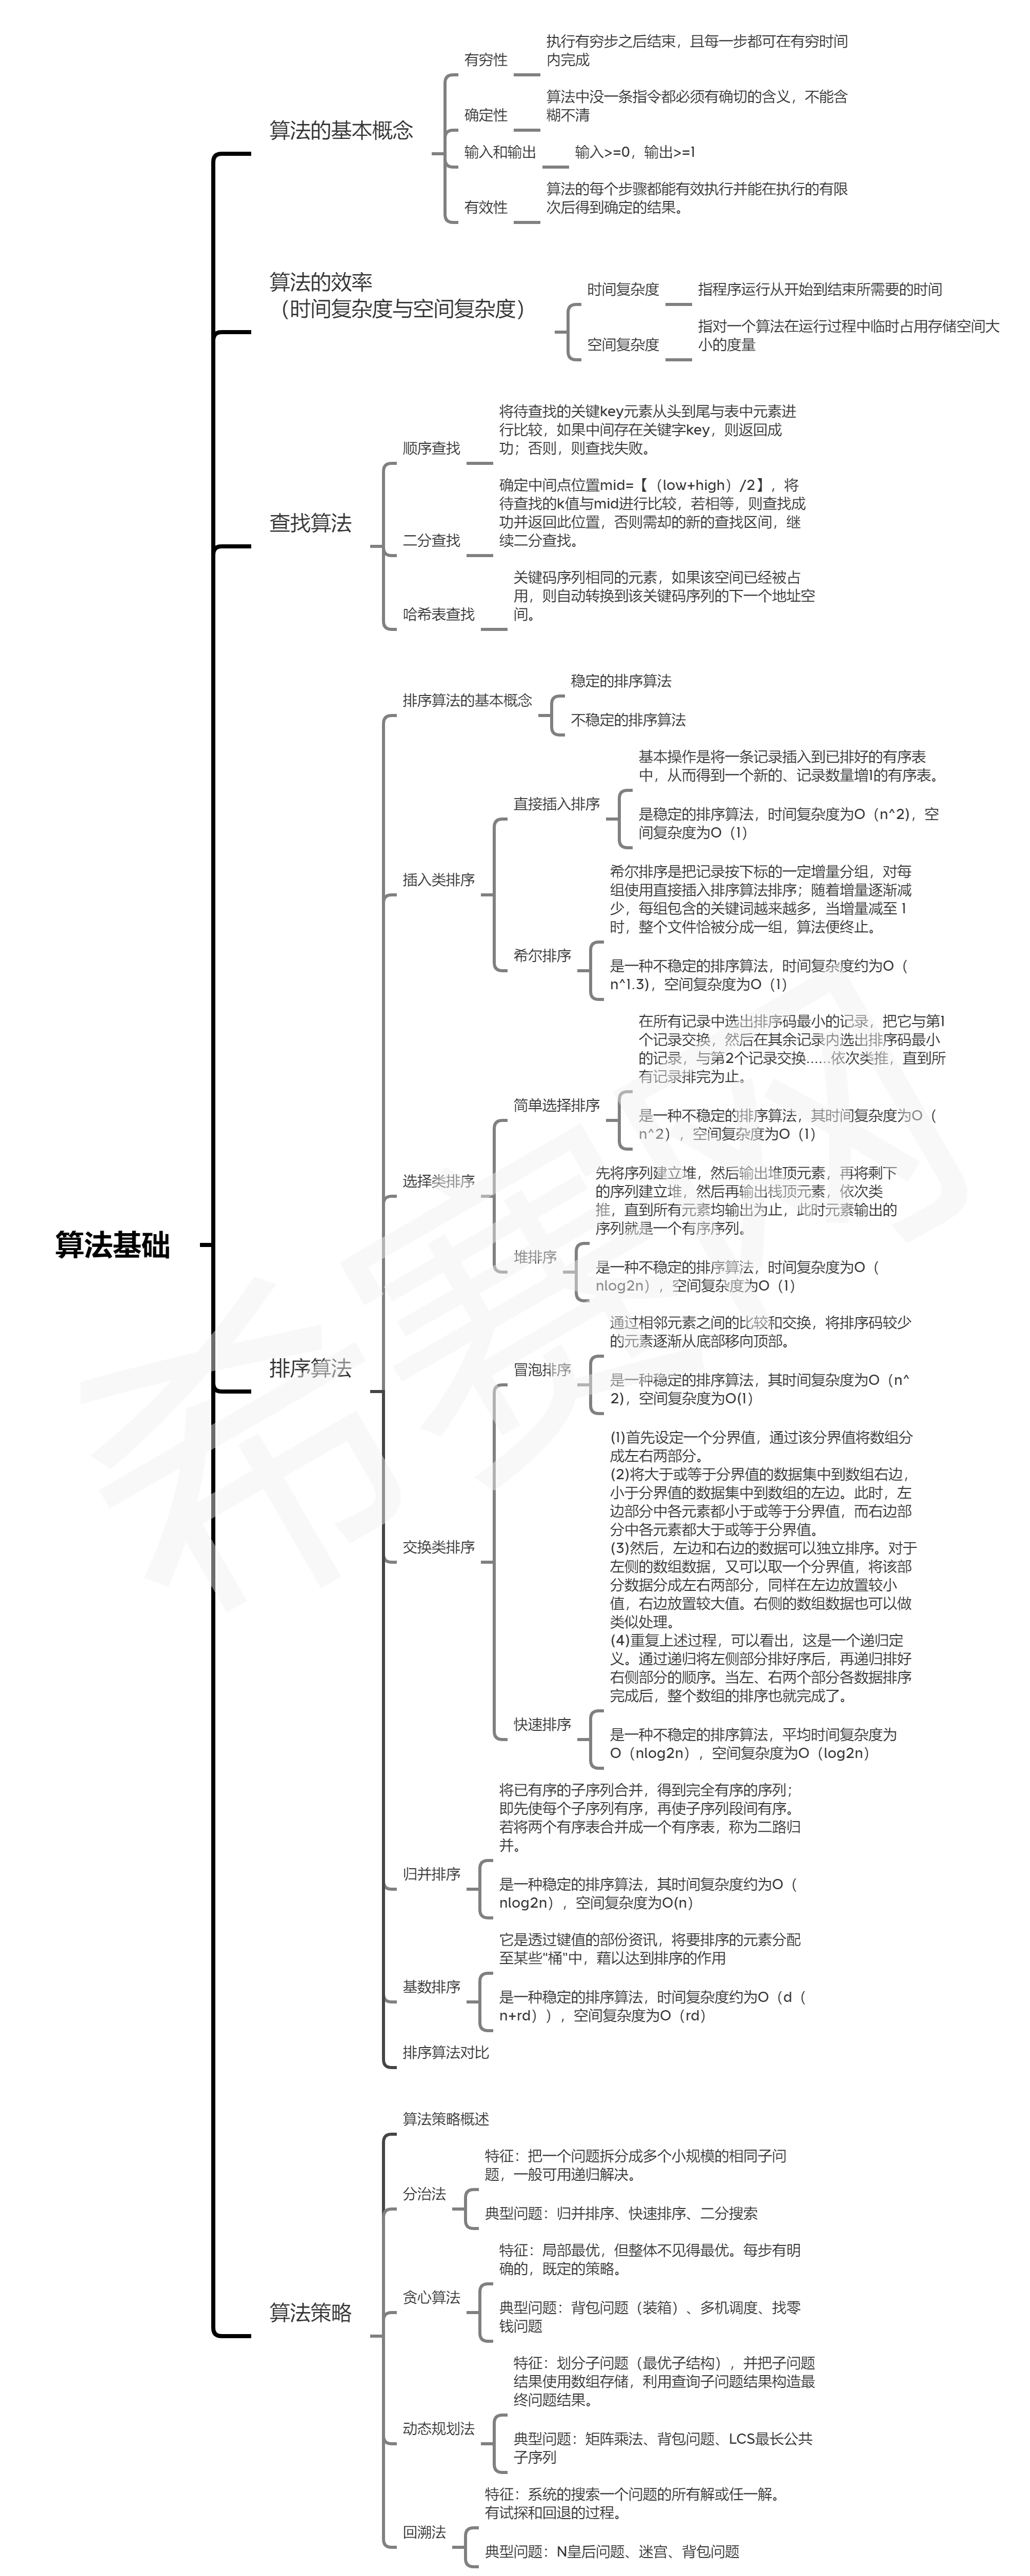 算法基础
算法的基本概念
有穷性
执行有穷步之后结束，且每一步都可在有穷时间
内完成
确定性
算法中没一条指令都必须有确切的含义，不能含
糊不清
输入和输出
输入>=0，输出>=1
有效性
算法的每个步骤都能有效执行并能在执行的有限
次后得到确定的结果。
算法的效率
（时间复杂度与空间复杂度）
时间复杂度
指程序运行从开始到结束所需要的时间
空间复杂度
指对一个算法在运行过程中临时占用存储空间大
小的度量
查找算法
顺序查找
将待查找的关键key元素从头到尾与表中元素进
行比较，如果中间存在关键字key，则返回成
功；否则，则查找失败。
二分查找
确定中间点位置mid=【（low+high）/2】，将
待查找的k值与mid进行比较，若相等，则查找成
功并返回此位置，否则需却的新的查找区间，继
续二分查找。
哈希表查找
关键码序列相同的元素，如果该空间已经被占
用，则自动转换到该关键码序列的下一个地址空
间。
排序算法
排序算法的基本概念
稳定的排序算法
不稳定的排序算法
插入类排序
直接插入排序
基本操作是将一条记录插入到已排好的有序表
中，从而得到一个新的、记录数量增1的有序表。
是稳定的排序算法，时间复杂度为O（n^2)，空
间复杂度为O（1）
希尔排序
希尔排序是把记录按下标的一定增量分组，对每
组使用直接插入排序算法排序；随着增量逐渐减
少，每组包含的关键词越来越多，当增量减至 1
时，整个文件恰被分成一组，算法便终止。
是一种不稳定的排序算法，时间复杂度约为O（
n^1.3)，空间复杂度为O（1）
选择类排序
简单选择排序
在所有记录中选出排序码最小的记录，把它与第1
个记录交换，然后在其余记录内选出排序码最小
的记录，与第2个记录交换……依次类推，直到所
有记录排完为止。
是一种不稳定的排序算法，其时间复杂度为O（
n^2），空间复杂度为O（1）
堆排序
先将序列建立堆，然后输出堆顶元素，再将剩下
的序列建立堆，然后再输出栈顶元素，依次类
推，直到所有元素均输出为止，此时元素输出的
序列就是一个有序序列。
是一种不稳定的排序算法，时间复杂度为O（
nlog2n），空间复杂度为O（1）
交换类排序
冒泡排序
通过相邻元素之间的比较和交换，将排序码较少
的元素逐渐从底部移向顶部。
是一种稳定的排序算法，其时间复杂度为O（n^
2)，空间复杂度为O(1）
快速排序
(1)首先设定一个分界值，通过该分界值将数组分
成左右两部分。
(2)将大于或等于分界值的数据集中到数组右边，
小于分界值的数据集中到数组的左边。此时，左
边部分中各元素都小于或等于分界值，而右边部
分中各元素都大于或等于分界值。
(3)然后，左边和右边的数据可以独立排序。对于
左侧的数组数据，又可以取一个分界值，将该部
分数据分成左右两部分，同样在左边放置较小
值，右边放置较大值。右侧的数组数据也可以做
类似处理。
(4)重复上述过程，可以看出，这是一个递归定
义。通过递归将左侧部分排好序后，再递归排好
右侧部分的顺序。当左、右两个部分各数据排序
完成后，整个数组的排序也就完成了。
是一种不稳定的排序算法，平均时间复杂度为
O（nlog2n），空间复杂度为O（log2n）
归并排序
将已有序的子序列合并，得到完全有序的序列；
即先使每个子序列有序，再使子序列段间有序。
若将两个有序表合并成一个有序表，称为二路归
并。
是一种稳定的排序算法，其时间复杂度约为O（
nlog2n），空间复杂度为O(n）
基数排序
它是透过键值的部份资讯，将要排序的元素分配
至某些"桶"中，藉以达到排序的作用
是一种稳定的排序算法，时间复杂度约为O（d（
n+rd）），空间复杂度为O（rd）
排序算法对比
算法策略
算法策略概述
分治法
特征：把一个问题拆分成多个小规模的相同子问
题，一般可用递归解决。
典型问题：归并排序、快速排序、二分搜索
贪心算法
特征：局部最优，但整体不见得最优。每步有明
确的，既定的策略。
典型问题：背包问题（装箱）、多机调度、找零
钱问题
动态规划法
特征：划分子问题（最优子结构），并把子问题
结果使用数组存储，利用查询子问题结果构造最
终问题结果。
典型问题：矩阵乘法、背包问题、LCS最长公共
子序列
回溯法
特征：系统的搜索一个问题的所有解或任一解。
有试探和回退的过程。
典型问题：N皇后问题、迷宫、背包问题
希赛网